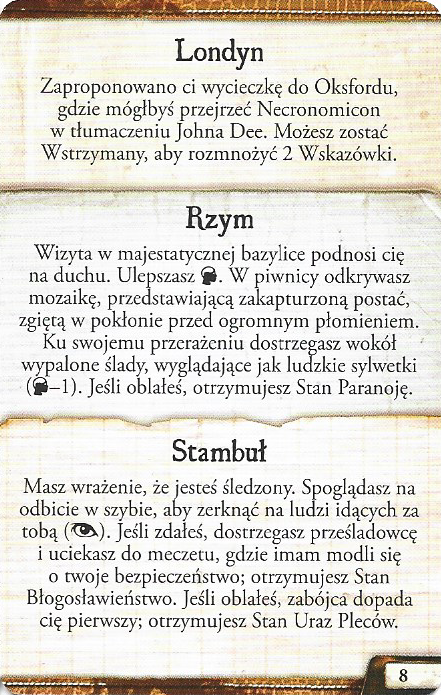 Londyn
Zaproponowano ci wycieczkę do Oksfordu,
gdzie mógłbyś przejrzeć Necronomicon
w tłumaczeniu Johna Dee. Możesz zostać
Wstrzymany, aby rozmnożyć 2 Wskazówki.
Rzym
Wizyta w majestatycznej bazylice podnosi cię
na duchu. Ulepszasz . W piwnicy odkrywasz
mozaikę, przedstawiającą zakapturzoną postać,
zgiętą w pokłonie przed ogromnym płomieniem.
Ku swojemu przerażeniu dostrzegasz wokół
wypalone ślady, wyglądające jak ludzkie sylwetki
(–1). Jeśli oblałeś, otrzymujesz Stan Paranoję.
Stambuł
Masz wrażenie, że jesteś śledzony. Spoglądasz na
odbicie w szybie, aby zerknąć na ludzi idących za
tobą (). Jeśli zdałeś, dostrzegasz prześladowcę
i uciekasz do meczetu, gdzie imam modli się
o twoje bezpieczeństwo; otrzymujesz Stan
Błogosławieństwo. Jeśli oblałeś, zabójca dopada
cię pierwszy; otrzymujesz Stan Uraz Pleców.
8